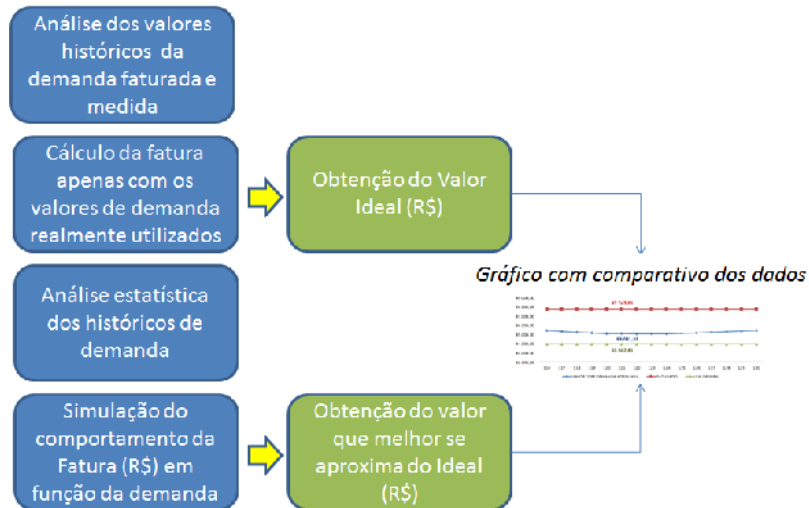 Análise dos valores
históricos da
demanda faturada e
medida
Cálculo da fatura
apenas com os
valores de demanda
realmente utilizados
Obtenção do Valor
Ideal (R$)
Análise estatística
dos históricos de
demanda
Gráfico com comparativo dos dados
Simulação do
comportamento da
Fatura (R$) em
função da demanda
Obtenção do valor
que melhor se
aproxima do Ideal
(R$)